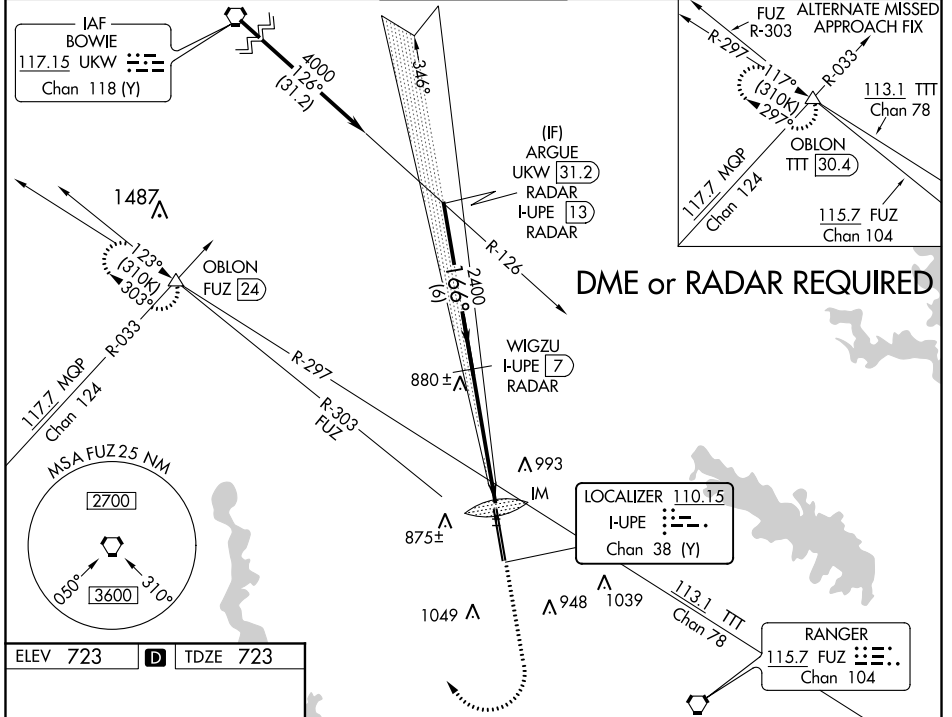 IAF
BOWIE
117.15 UKW
Chan 118 (Y)
4000
126°
(31.2)
346°
(IF)
ARGUE
UKW 31.2
RADAR
I-UPE 13
RADAR
R-126
2400
166°
(6)
WIGZU
I-UPE 7
RADAR
880 ±
1487
123°
(310K)
303°
OBLON
FUZ 24
R-033
117.7 MQP
Chan 124
R-297
R-303
FUZ
993
IM
875±
LOCALIZER 110.15
I-UPE
Chan 38 (Y)
1049
948
1039
113.1 TTT
Chan 78
RANGER
115.7 FUZ
Chan 104
MSA FUZ 25 NM
2700
050°
310°
3600
ELEV 723
D
TDZE 723
ALTERNATE MISSED
APPROACH FIX
FUZ
R-303
R-297
117°
(310K)
297°
R-033
113.1 TTT
Chan 78
OBLON
TTT 30.4
117.7 MQP
Chan 124
115.7 FUZ
Chan 104
DME or RADAR REQUIRED